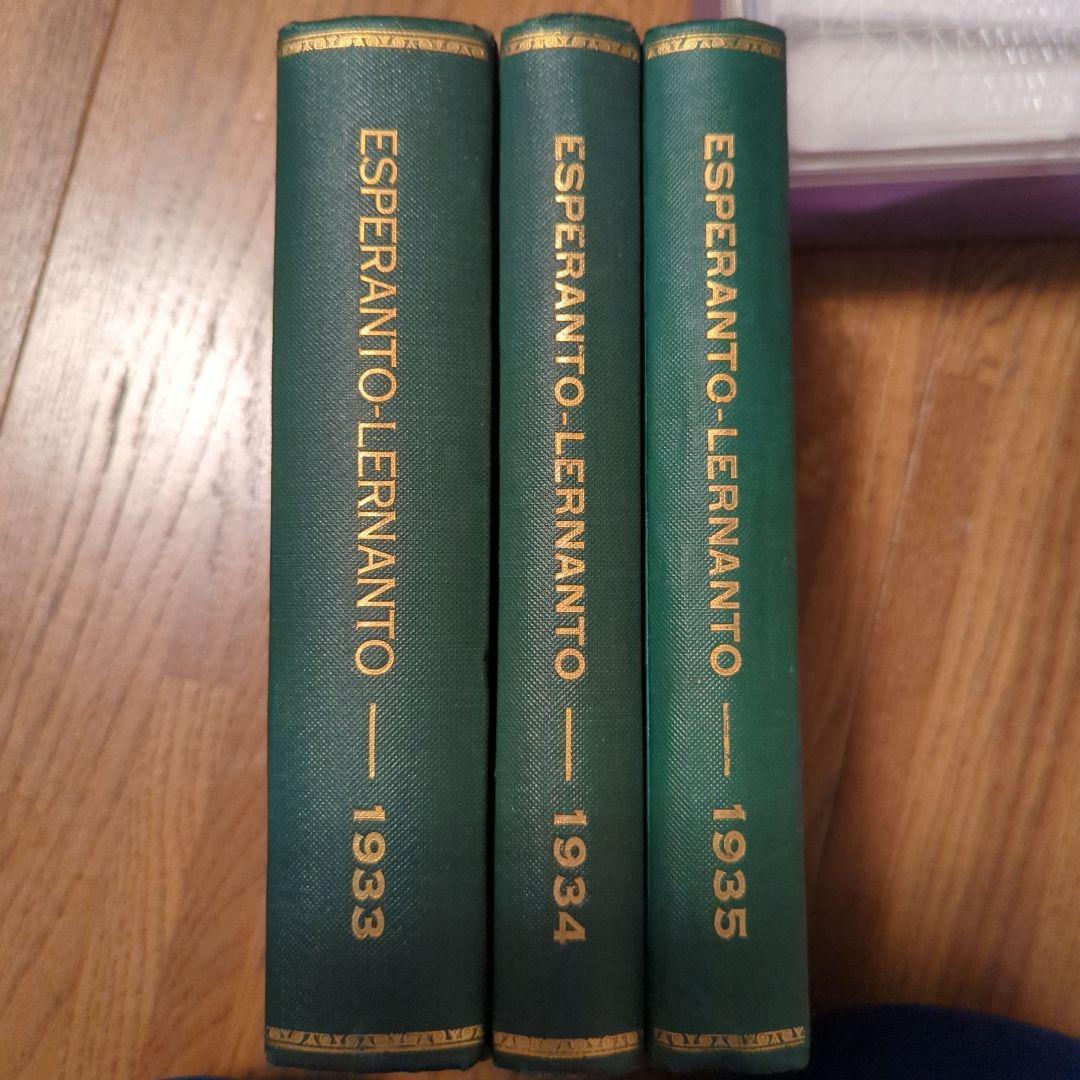 ESPERANTO-LERNANTO — 1933
ESPERANTO-LERNANTO — 1934
ESPERANTO-LERNANTO — 1935